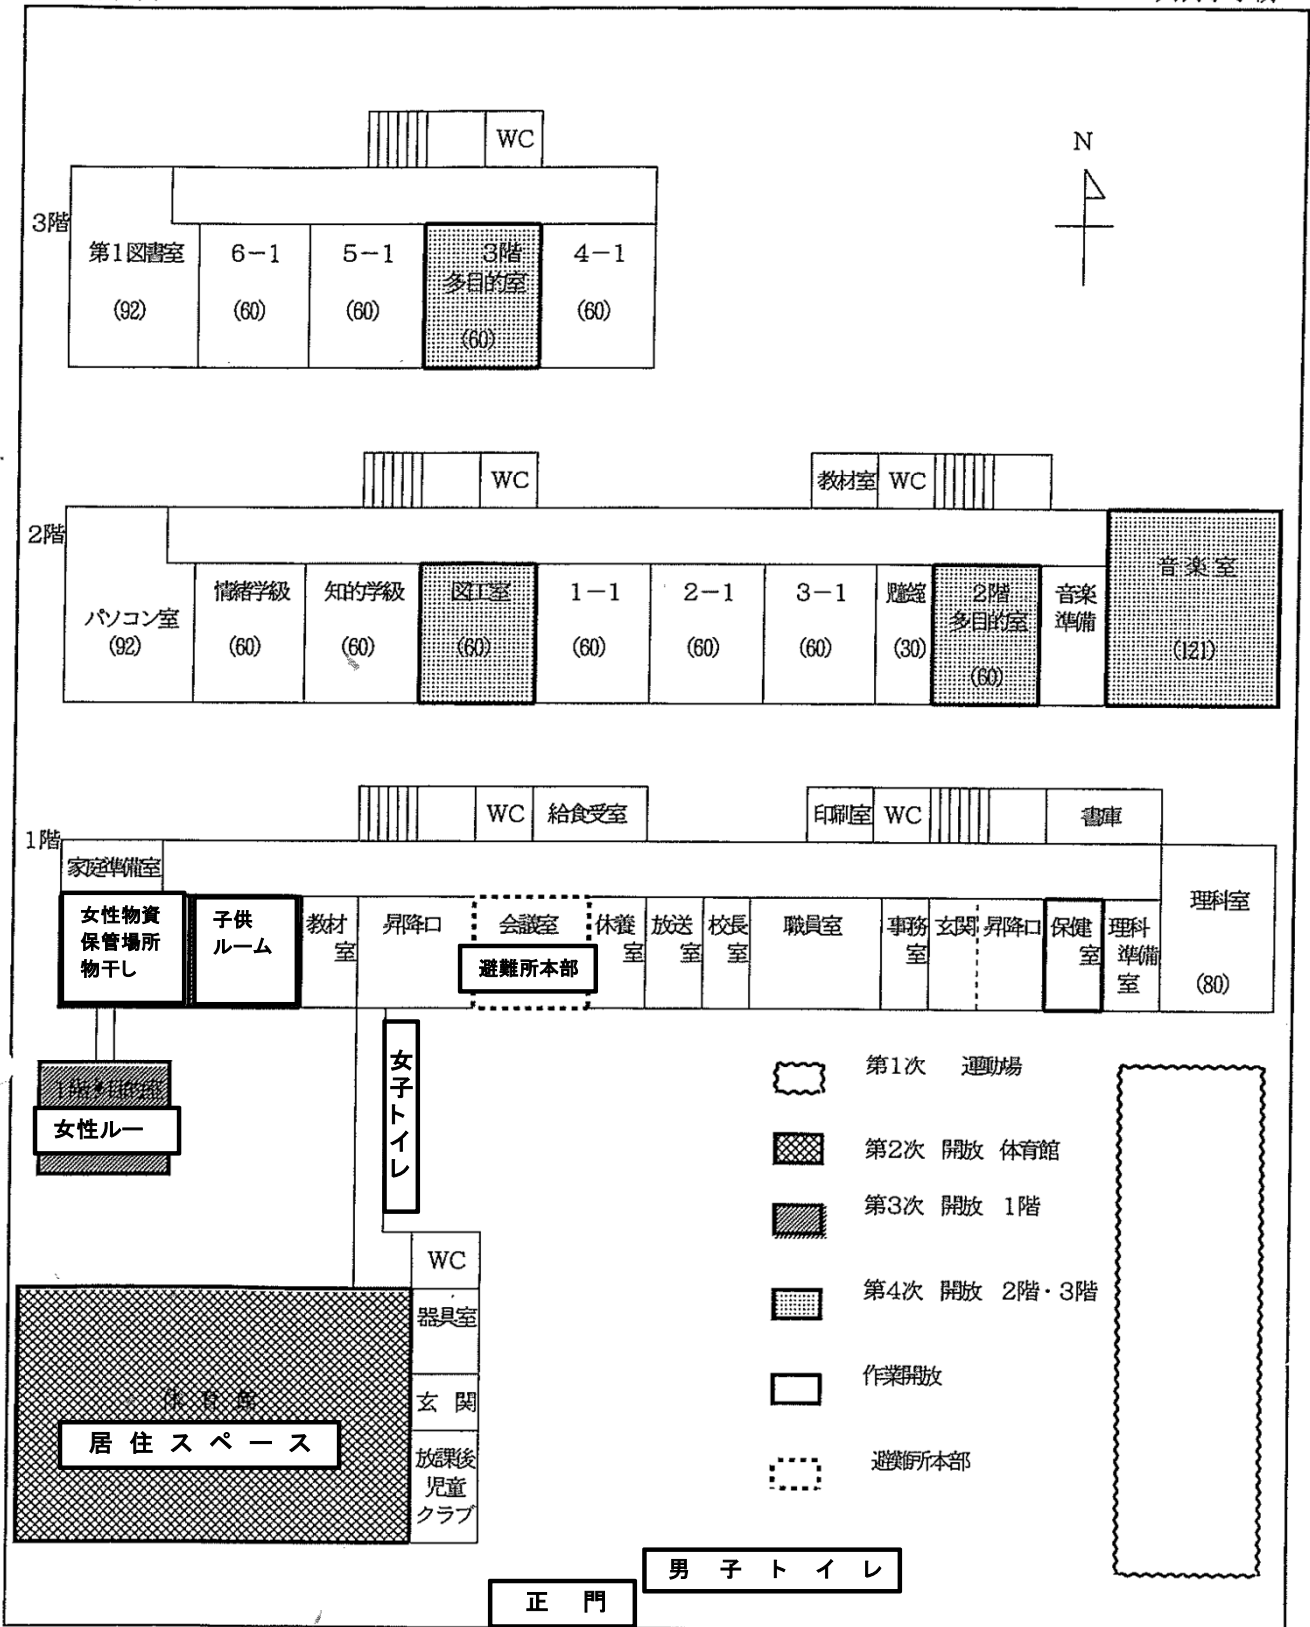 WC
N
3階
第1図書室
(92)
6-1
(60)
5-1
(60)
3階
多目的室
(60)
4-1
(60)
WC
教材室
WC
2階
パソコン室
(92)
情緒学級
(60)
知的学級
(60)
図工室
(60)
1-1
(60)
2-1
(60)
3-1
(60)
(30)
2階
多目的室
(60)
音楽
準備
音楽室
(121)
WC
給食受室
印刷室
WC
書庫
1階
家庭準備室
女性物資
保管場所
物干し
子供
ルーム
教材
室
昇降口
会議室
避難所本部
休養
室
放送
室
校長
室
職員室
事務
室
玄関
昇降口
保健
室
理科
準備
室
理科室
(80)
1階多目的室
女性ルー
女子トイレ
第1次 運動場
第2次 開放 体育館
第3次 開放 1階
第4次 開放 2階・3階
作業開放
避難所本部
WC
器具室
玄 関
放課後
児童
クラブ
体育館
居住スペース
男子トイレ
正門